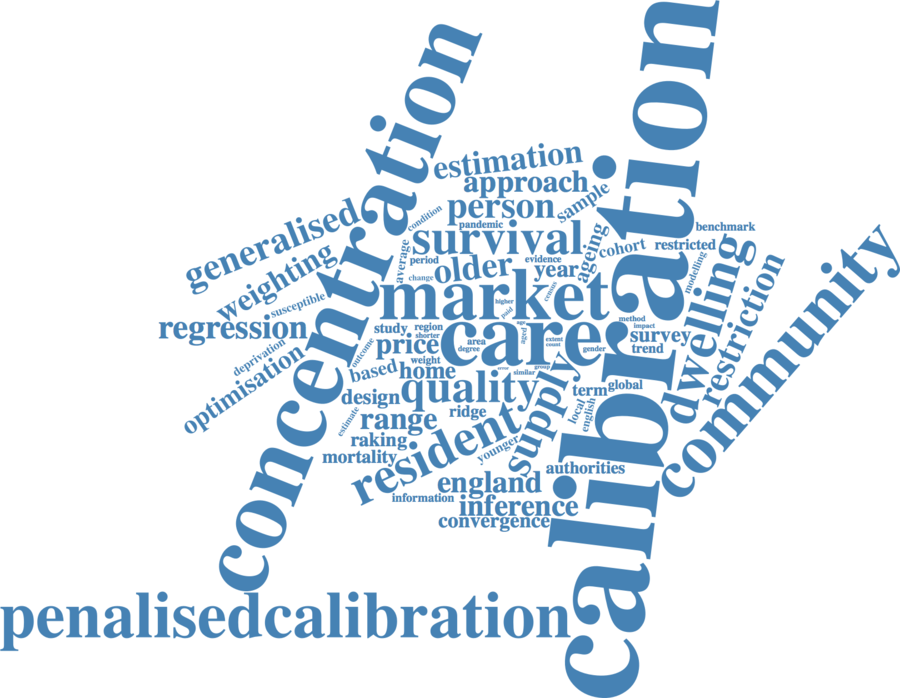 calibration
concentration
estimation
approach
person
sample
generalised
condition
pandemic
survival
ageing
cohort
restricted
benchmark
weighting
average
period
evidence
older
year
change
modelling
dwelling
community
susceptible
market
higher
census
paid
restriction
regression
study
region
shorter
care
age
aged
method
impact
survey
trend
deprivation
outcome
price
area
degree
extent
count
gender
optimisation
based
weight
home
error
similar
group
quality
supply
term
global
design
range
ridge
local
english
estimate
raking
resident
younger
mortality
authorities
england
information
inference
convergence
penalisedcalibration